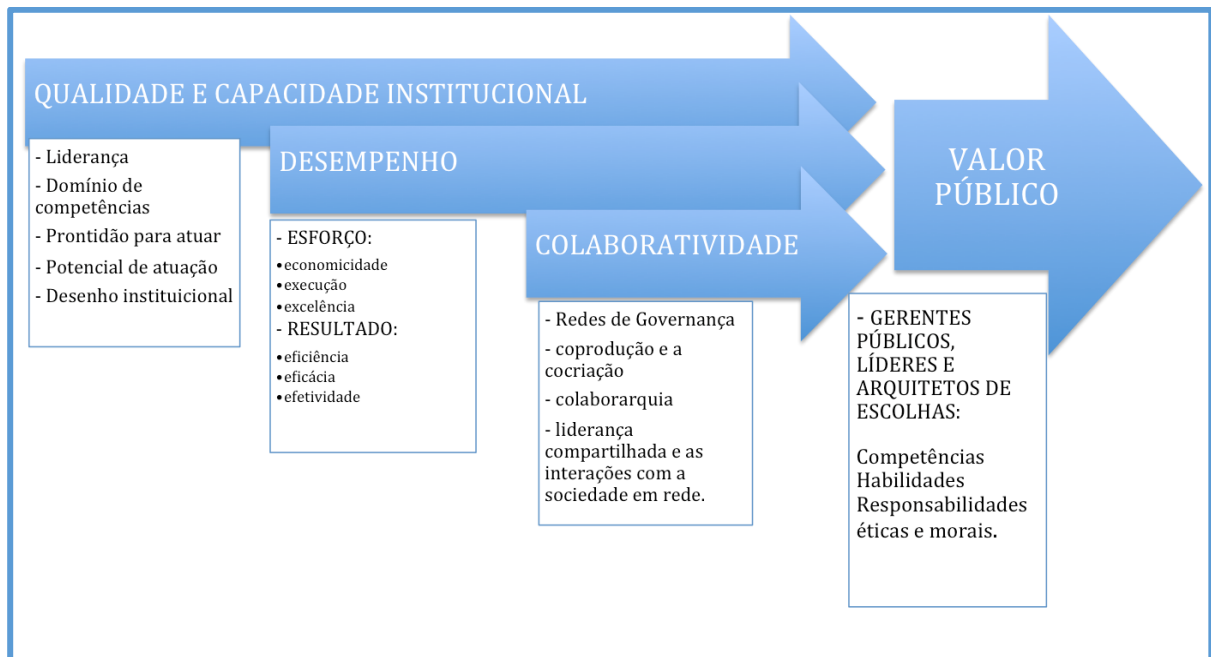 QUALIDADE E CAPACIDADE INSTITUCIONAL
- Liderança
- Domínio de
competências
- Prontidão para atuar
- Potencial de atuação
- Desenho instituicional
DESEMPENHO
- ESFORÇO:
•economicidade
•execução
•excelência
- RESULTADO:
•eficiência
•eficácia
•efetividade
COLABORATIVIDADE
- Redes de Governança
- coprodução e a
cocriação
- colaborarquia
- liderança
compartilhada e as
interações com a
sociedade em rede.
VALOR
PÚBLICO
- GERENTES
PÚBLICOS,
LÍDERES E
ARQUITETOS DE
ESCOLHAS:
Competências
Habilidades
Responsabilidades
éticas e morais.